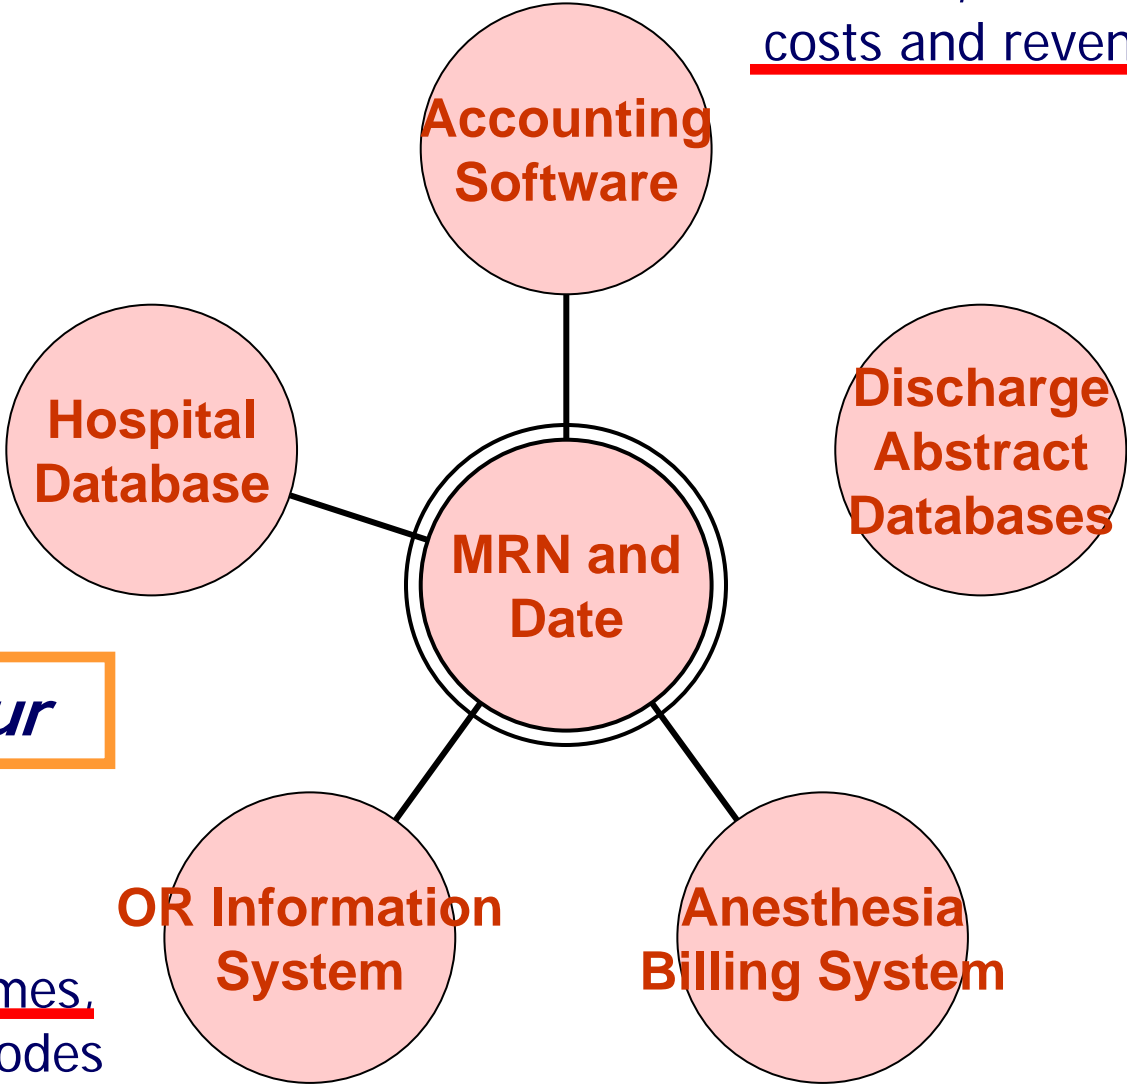 costs and reven
Accounting
Software
Hospital
Database
Discharge
Abstract
Databases
MRN and
Date
ur
OR Information
System
Anesthesia
Billing System
mes,
odes